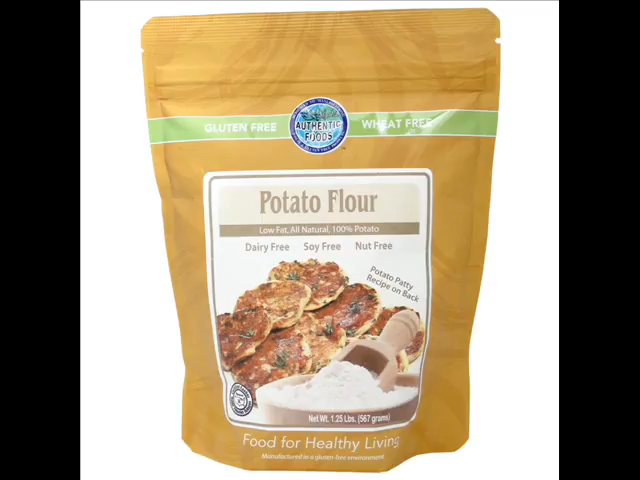 GLUTEN FREE
AUTHENTIC
FOODS
WHEAT FREE
Potato Flour
Low Fat, All Natural, 100% Potato
Dairy Free Soy Free Nut Free
Potato Patty
Recipe on Back
Net Wt. 1.25 Lbs. (567 grams)
Food for Healthy Living
Manufactured in a gluten-free environment